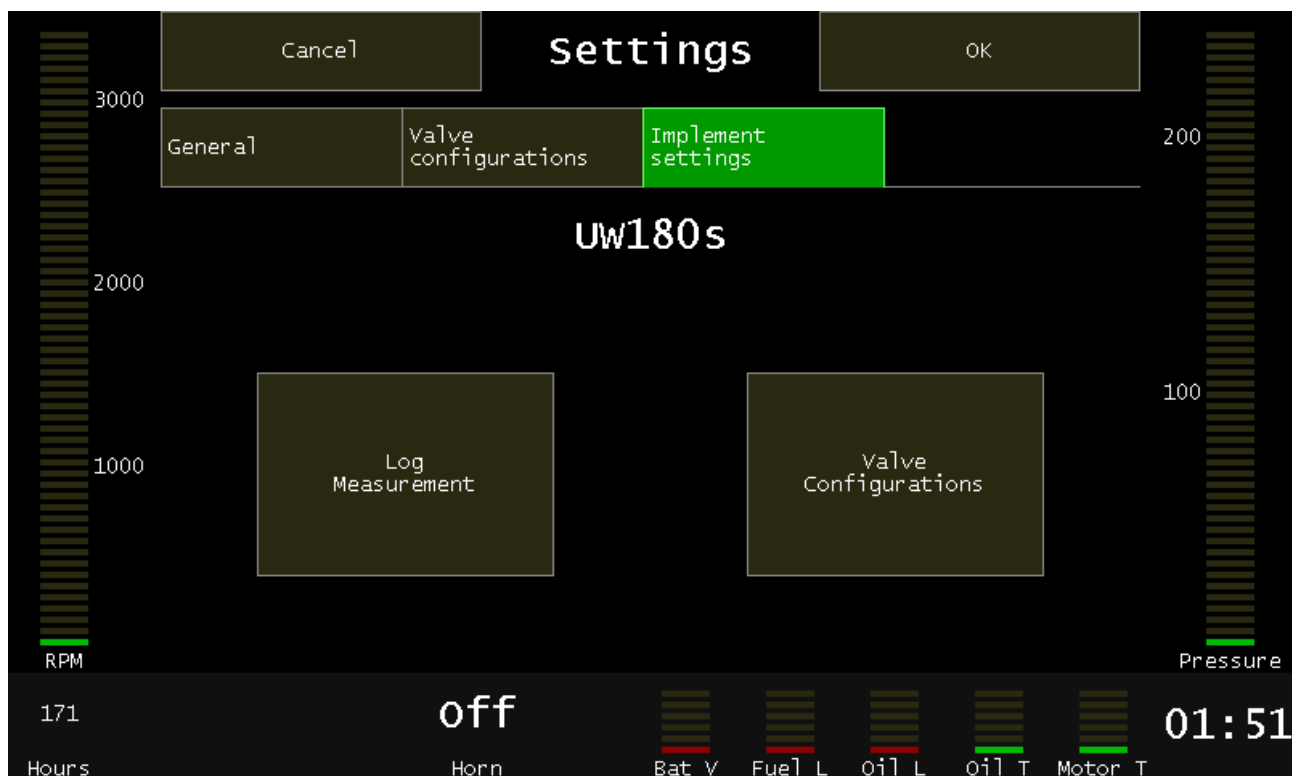 Cancel
Settings
OK
3000
General
Valve
configurations
Implement
settings
200
UW180s
2000
100
1000
Log
Measurement
Valve
Configurations
RPM
Pressure
171
Off
01:51
Hours
Horn
Bat V
Fuel L
Oil L
Oil T
Motor T